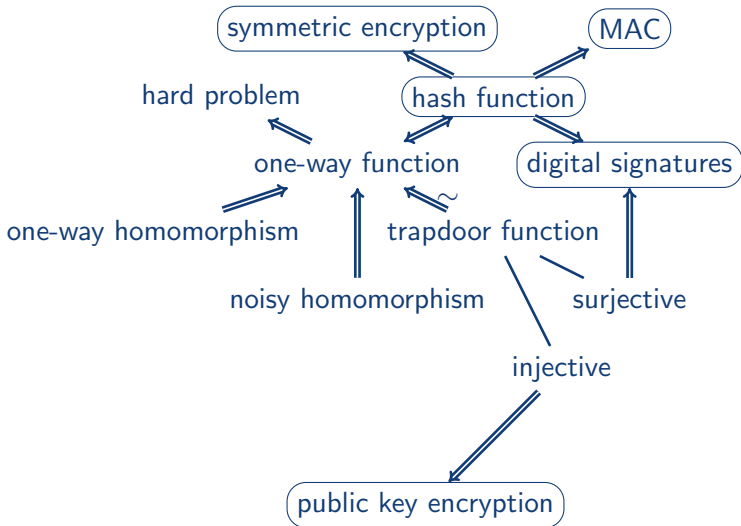 symmetric encryption
MAC
hard problem
hash function
one-way function
digital signatures
∼
one-way homomorphism
trapdoor function
noisy homomorphism
surjective
injective
public key encryption